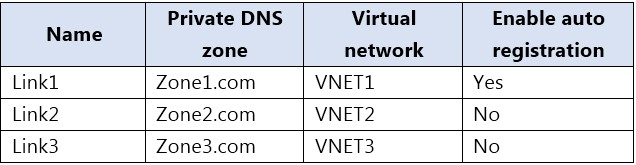 Name Private DNS zone Virtual network Enable auto registration
Link1 Zone1.com VNET1 Yes
Link2 Zone2.com VNET2 No
Link3 Zone3.com VNET3 No